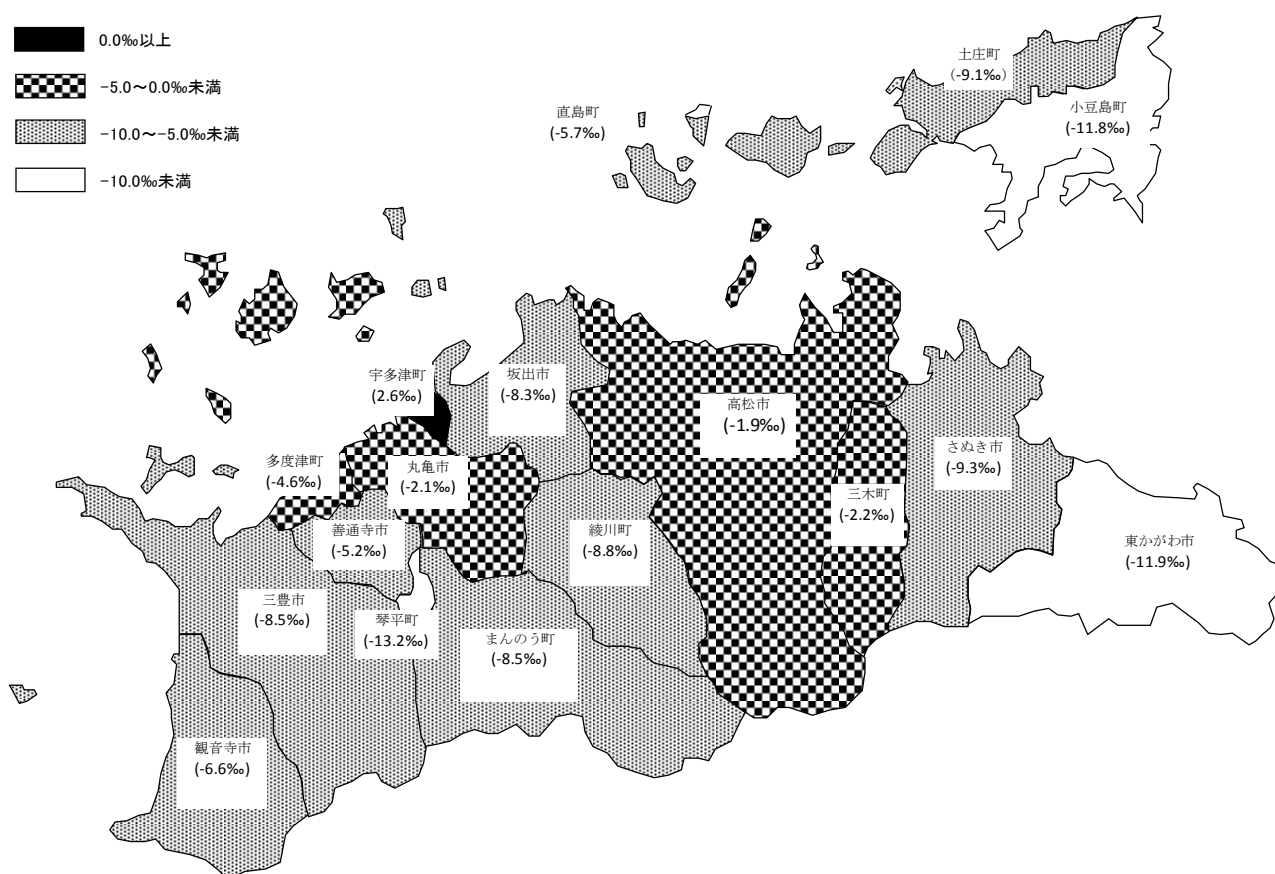 0.0‰以上
-5.0～0.0‰未満
-10.0～-5.0‰未満
-10.0‰未満
土庄町
(-9.1‰)
直島町
(-5.7‰)
小豆島町
(-11.8‰)
宇多津町
(2.6‰)
坂出市
(-8.3‰)
高松市
(-1.9‰)
さぬき市
(-9.3‰)
多度津町
(-4.6‰)
丸亀市
(-2.1‰)
三木町
(-2.2‰)
善通寺市
(-5.2‰)
綾川町
(-8.8‰)
東かがわ市
(-11.9‰)
三豊市
(-8.5‰)
琴平町
(-13.2‰)
まんのう町
(-8.5‰)
観音寺市
(-6.6‰)